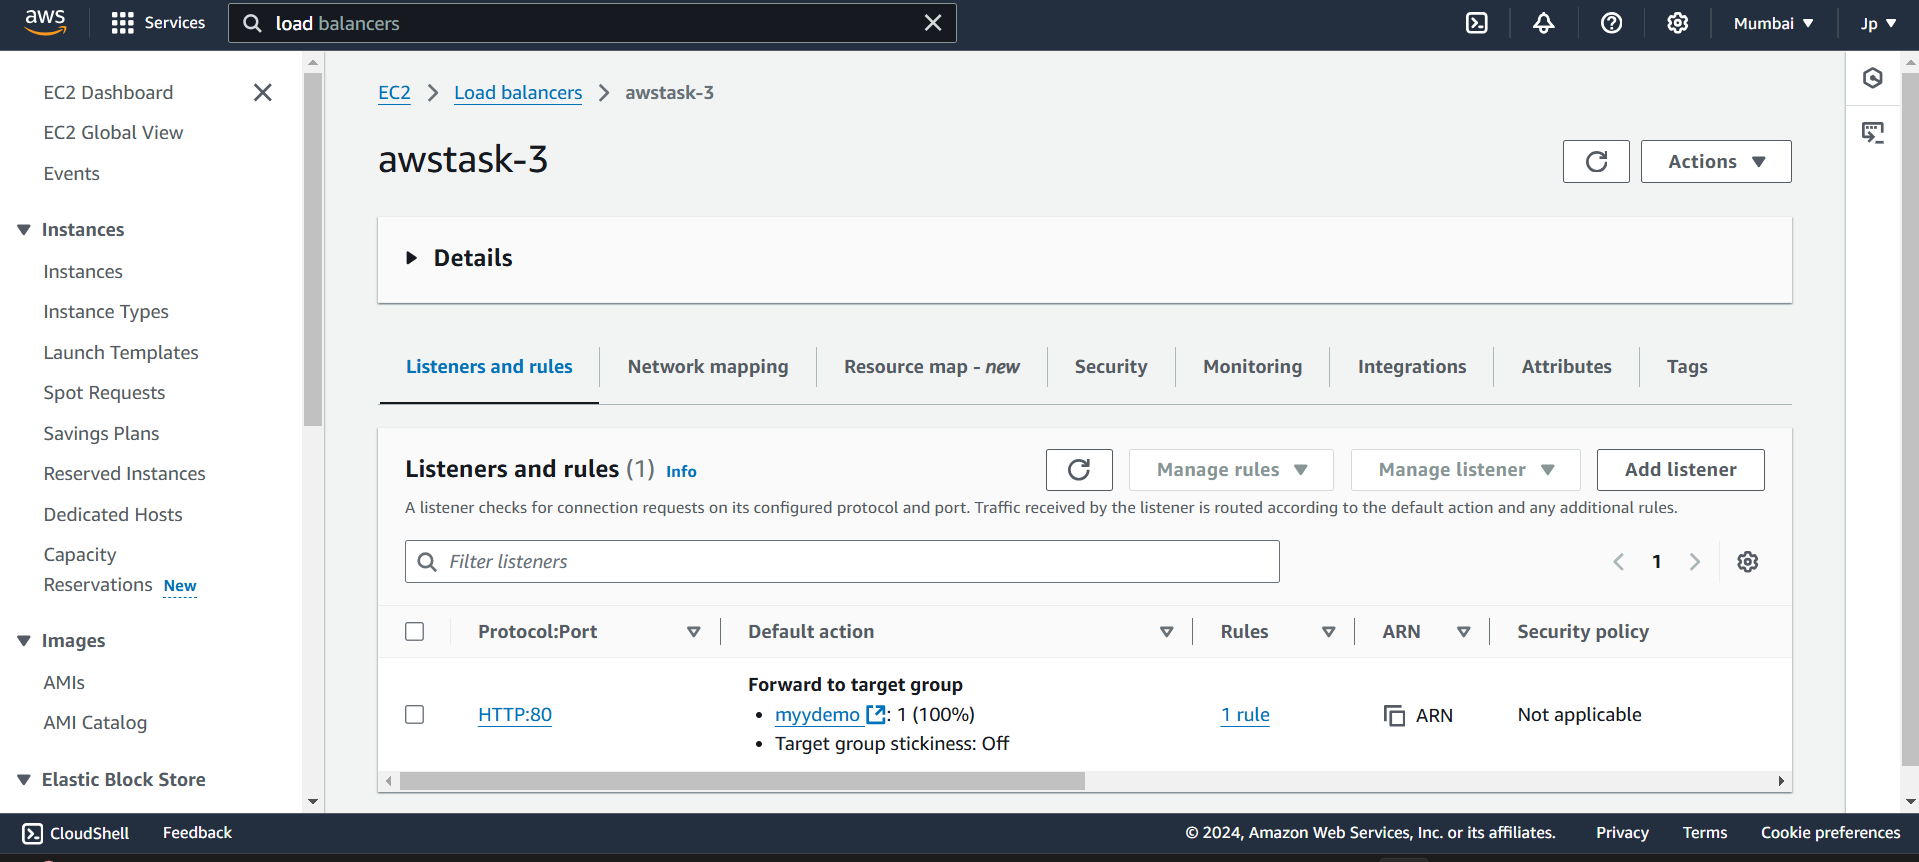 aws
Services
load balancers
Mumbai
Jp
EC2 Dashboard
EC2 Global View
Events
Instances
Instances
Instance Types
Launch Templates
Spot Requests
Savings Plans
Reserved Instances
Dedicated Hosts
Capacity
Reservations New
Images
AMIs
AMI Catalog
Elastic Block Store
EC2 Load balancers awstask-3
awstask-3
Actions
Details
Listeners and rules Network mapping Resource map - new Security Monitoring Integrations Attributes Tags
Listeners and rules (1) Info
Manage rules Manage listener Add listener
A listener checks for connection requests on its configured protocol and port. Traffic received by the listener is routed according to the default action and any additional rules.
Filter listeners
1
Protocol:Port Default action Rules ARN Security policy
Forward to target group
HTTP:80 • myydemo : 1 (100%) 1 rule ARN Not applicable
• Target group stickiness: Off
CloudShell Feedback © 2024, Amazon Web Services, Inc. or its affiliates. Privacy Terms Cookie preferences